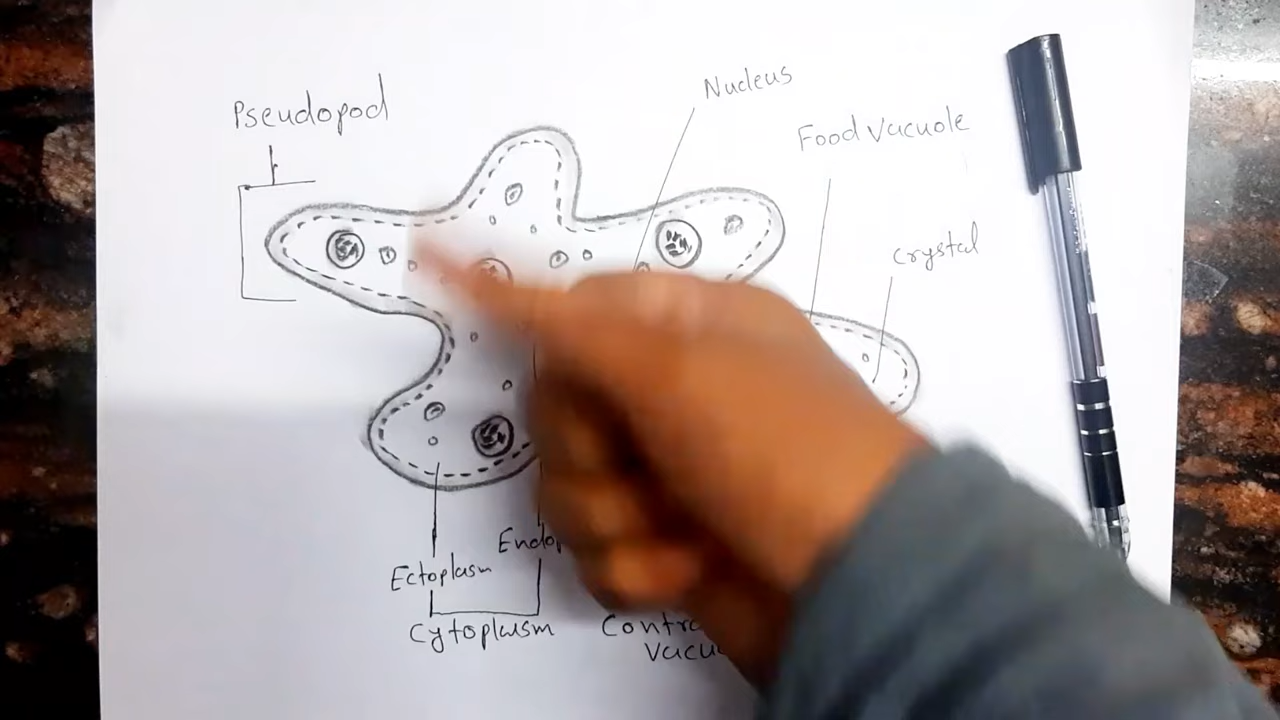 Pseudopod
Nucleus
Food Vacuole
crystal
Ectoplasm
Cytoplasm